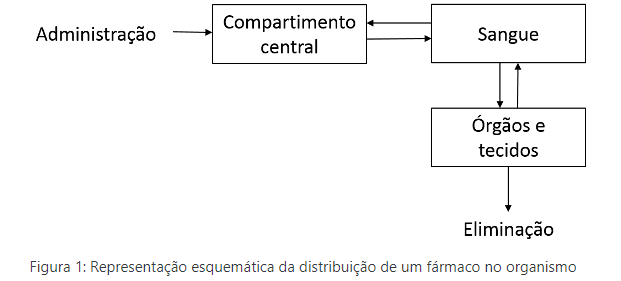 Administração
Compartimento
central
Sangue
Órgãos e
tecidos
Eliminação
Figura 1: Representação esquemática da distribuição de um fármaco no organismo